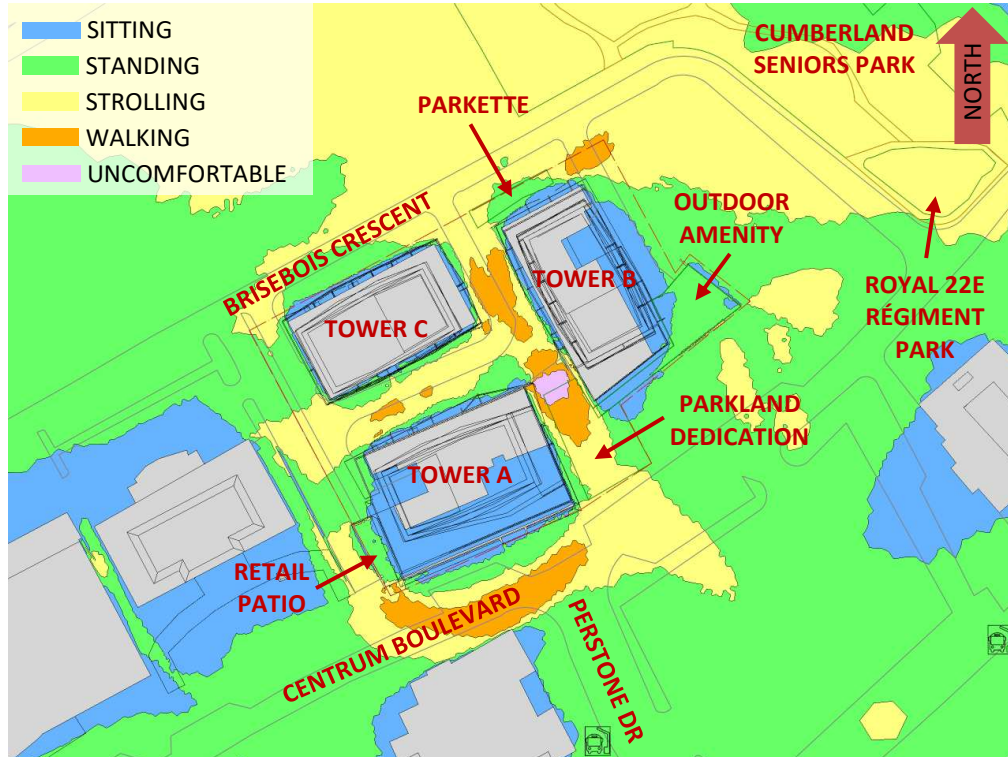 SITTING
STANDING
STROLLING
WALKING
UNCOMFORTABLE
CUMBERLAND
SENIORS PARK
NORTH
PARKETTE
OUTDOOR
AMENITY
BRISEBOIS CRESCENT
TOWER B
TOWER C
ROYAL 22E
RÉGIMENT
PARK
PARKLAND
DEDICATION
TOWER A
RETAIL
PATIO
CENTRUM BOULEVARD
PERSTONE DR